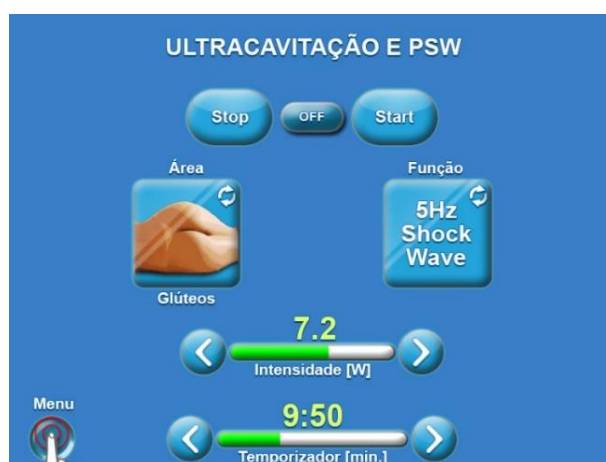 ULTRACAVITAÇÃO E PSW
Stop OFF Start
Área Função
5Hz
Shock
Wave
Glúteos
7.2
Intensidade [W]
Menu
9:50
Temporizador [min.]